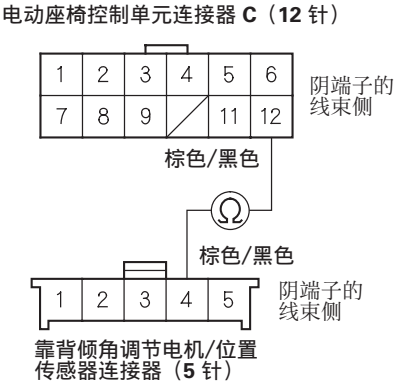 电动座椅控制单元连接器 C（12 针）
1 2 3 4 5 6
阴端子的
线束侧
7 8 9 11 12
棕色/黑色
Ω
棕色/黑色
1 2 3 4 5
阴端子的
线束侧
靠背倾角调节电机/位置
传感器连接器（5 针）